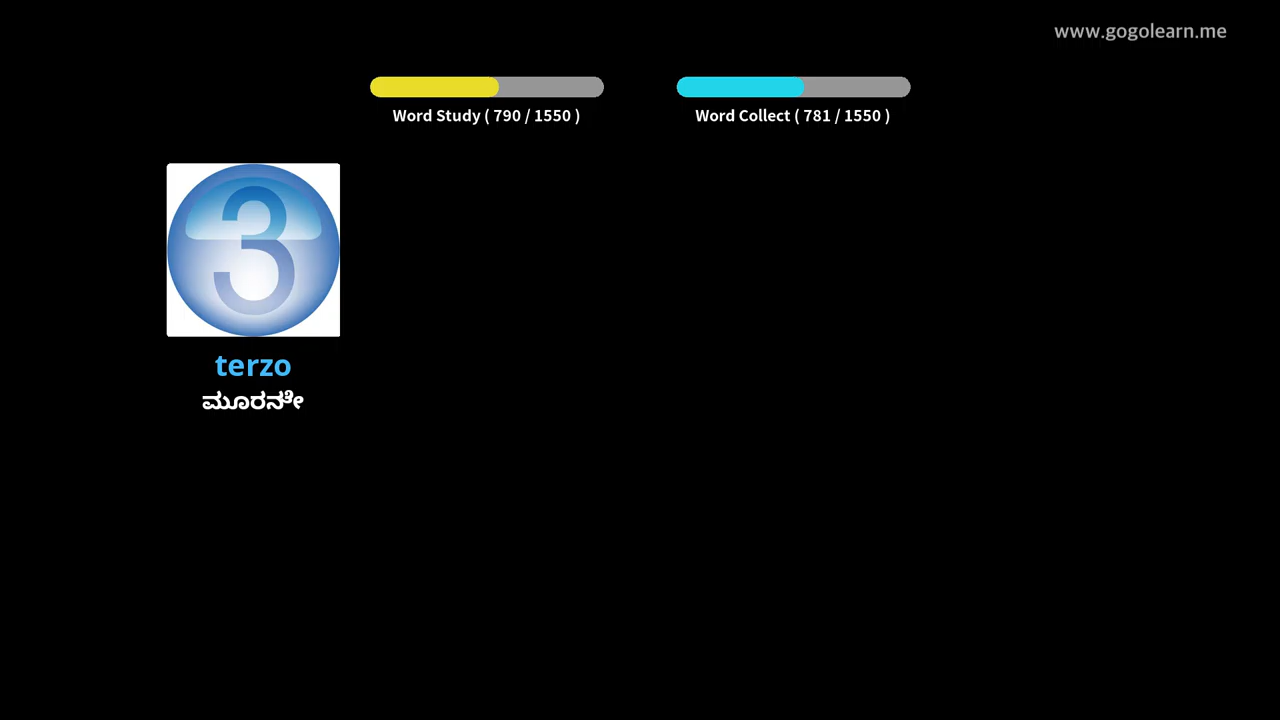 www.gogolearn.me
Word Study ( 790 / 1550 )
Word Collect ( 781 / 1550 )
3
terzo
ಮೂರನೇ